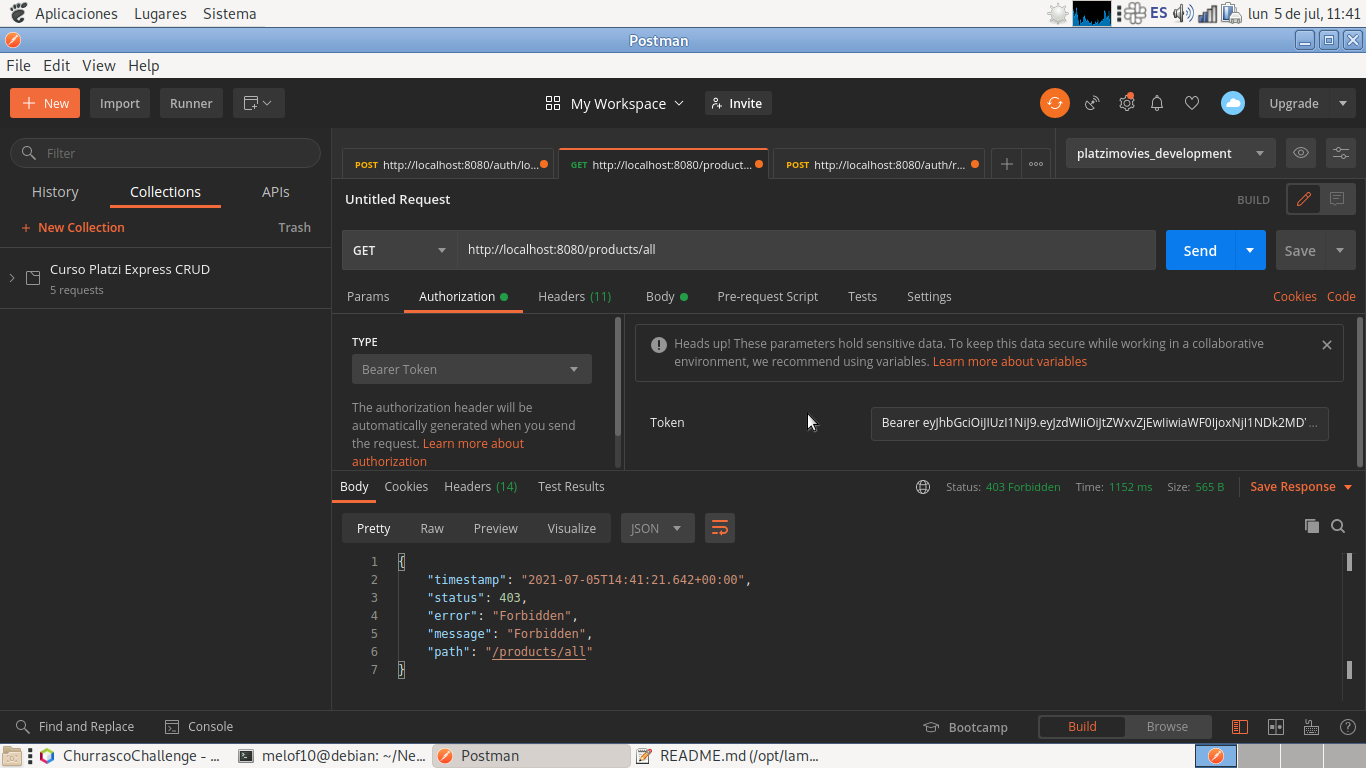 Aplicaciones Lugares Sistema ES lun 5 de jul, 11:41
Postman
File Edit View Help
+ New Import Runner My Workspace Invite Upgrade
Filter
POST http://localhost:8080/auth/lo... GET http://localhost:8080/product... POST http://localhost:8080/auth/r... + ooo platzimovies_development
History Collections APIs
Untitled Request BUILD
+ New Collection Trash
GET http://localhost:8080/products/all Send Save
Curso Platzi Express CRUD
5 requests
Params Authorization Headers (11) Body Pre-request Script Tests Settings Cookies Code
TYPE
Bearer Token
The authorization header will be
automatically generated when you send
the request. Learn more about
authorization
Heads up! These parameters hold sensitive data. To keep this data secure while working in a collaborative
environment, we recommend using variables. Learn more about variables
Token Bearer
Body Cookies Headers (14) Test Results Status: 403 Forbidden Time: 1152 ms Size: 565 B Save Response
Pretty Raw Preview Visualize JSON
1 {
2 "timestamp": "2021-07-05T14:41:21.642+00:00",
3 "status": 403,
4 "error": "Forbidden",
5 "message": "Forbidden",
6 "path": "/products/all"
7 }
Find and Replace Console Bootcamp Build Browse
ChurrascoChallenge - ... melof10@debian: ~/Ne... Postman README.md (/opt/lam...